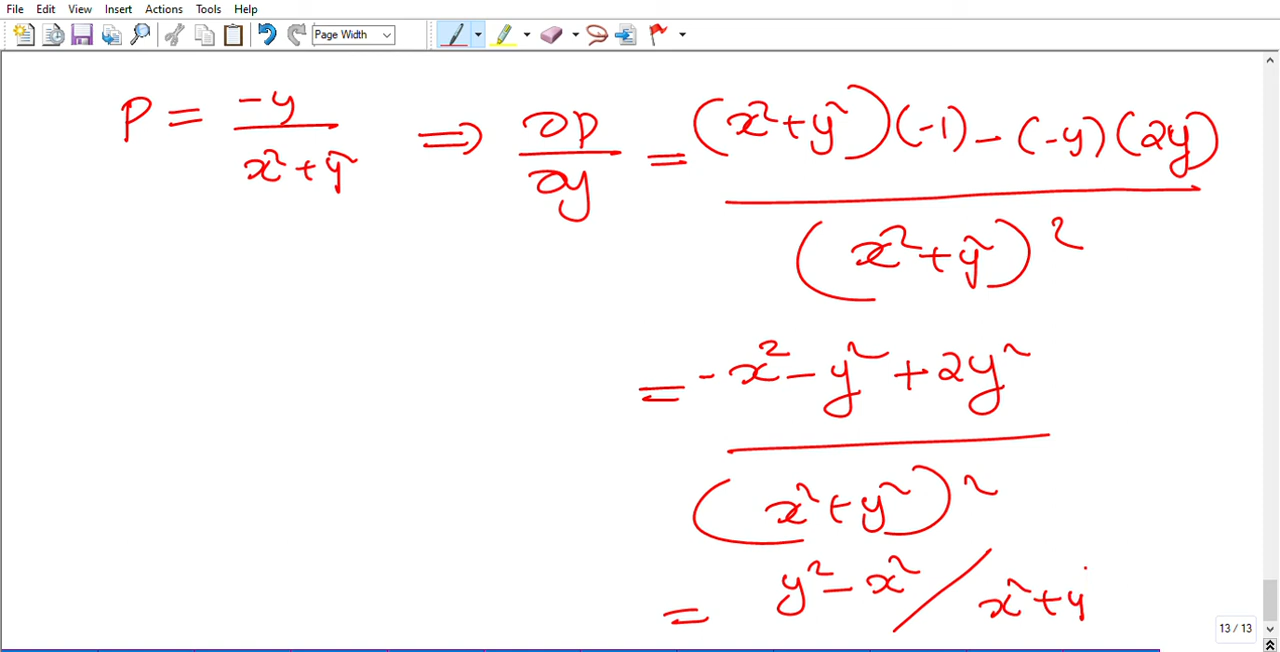 File Edit View Insert Actions Tools Help
Page Width
P = -y / x²+y² ⇒ ∂P/∂y = (x²+y²)(-1) - (-y)(2y) / (x²+y²)²
= -x² - y² + 2y² / (x²+y²)²
= y² - x² / x²+y
13 / 13